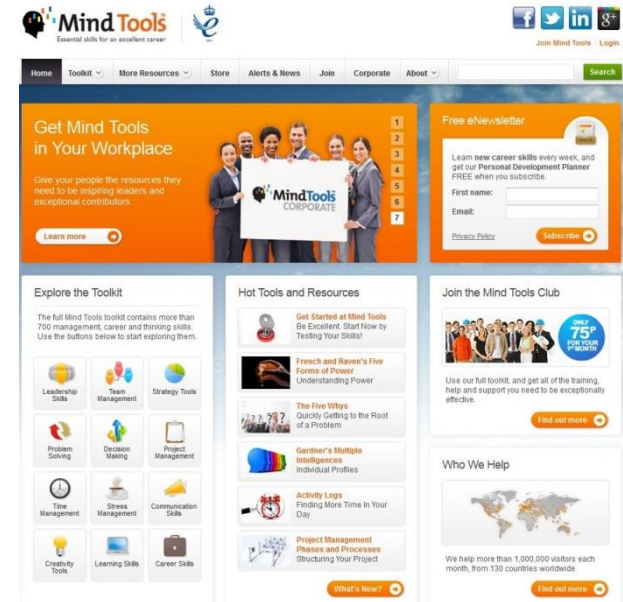 Mind Tools
Essential skills for an excellent career
Join Mind Tools Login
Home Toolkit More Resources Store Alerts & News Join Corporate About Search
Get Mind Tools
in Your Workplace
Give your people the resources they
need to be inspiring leaders and
exceptional contributors.
Learn more
MindTools
CORPORATE
1
2
3
4
5
6
7
Free eNewsletter
Learn new career skills every week, and
get our Personal Development Planner
FREE when you subscribe.
First name:
Email:
Privacy Policy Subscribe
Explore the Toolkit
The full Mind Tools toolkit contains more than
700 management, career and thinking skills.
Use the buttons below to start exploring them.
Leadership
Skills
Team
Management
Strategy Tools
Problem
Solving
Decision
Making
Project
Management
Time
Management
Stress
Management
Communication
Skills
Creativity
Tools
Learning Skills
Career Skills
Hot Tools and Resources
Get Started at Mind Tools
Be Excellent. Start Now by
Testing Your Skills!
French and Raven's Five
Forms of Power
Understanding Power
The Five Whys
Quickly Getting to the Root
of a Problem
Gardner's Multiple
Intelligences
Individual Profiles
Activity Logs
Finding More Time In Your
Day
Project Management
Phases and Processes
Structuring Your Project
What's New?
Join the Mind Tools Club
ONLY
75P
FOR YOUR
1ST MONTH
Use our full toolkit, and get all of the training,
help and support you need to be exceptionally
effective.
Find out more
Who We Help
We help more than 1,000,000 visitors each
month, from 130 countries worldwide.
Find out more